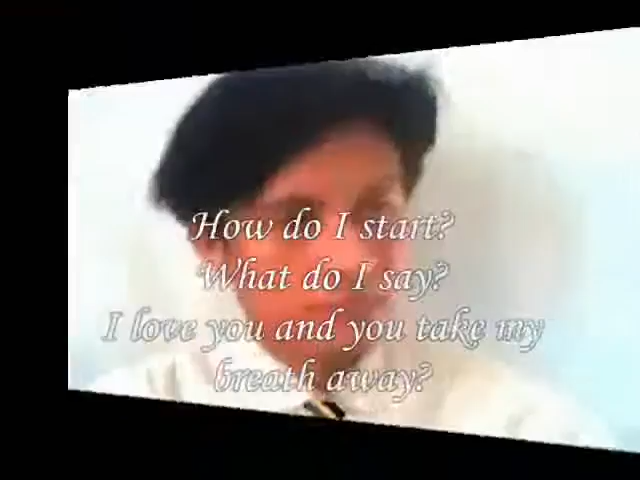 How do I start?
What do I say?
I love you and you take my
breath away?